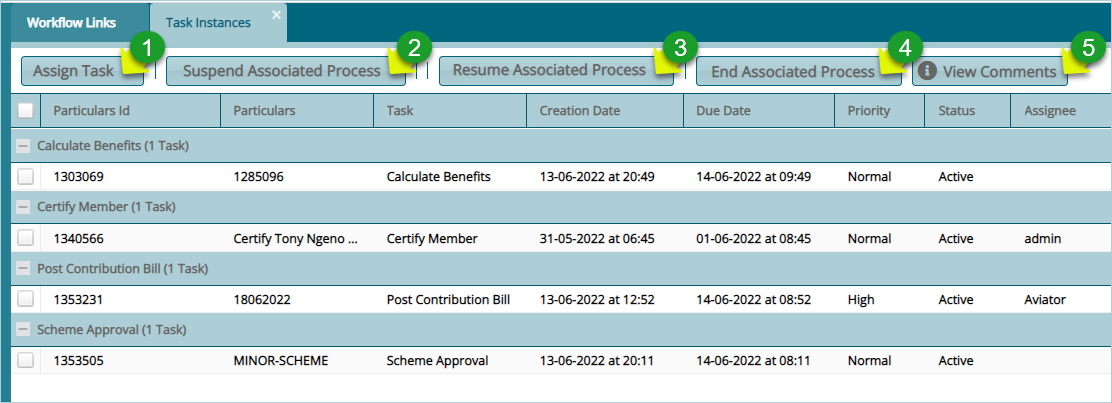 Workflow Links Task Instances ×
1 2 3 4 5
Assign Task Suspend Associated Process Resume Associated Process End Associated Process View Comments
Particulars Id Particulars Task Creation Date Due Date Priority Status Assignee
Calculate Benefits (1 Task)
1303069 1285096 Calculate Benefits 13-06-2022 at 20:49 14-06-2022 at 09:49 Normal Active
Certify Member (1 Task)
1340566 Certify Tony Ngeno ... Certify Member 31-05-2022 at 06:45 01-06-2022 at 08:45 Normal Active admin
Post Contribution Bill (1 Task)
1353231 18062022 Post Contribution Bill 13-06-2022 at 12:52 14-06-2022 at 08:52 High Active Aviator
Scheme Approval (1 Task)
1353505 MINOR-SCHEME Scheme Approval 13-06-2022 at 20:11 14-06-2022 at 08:11 Normal Active